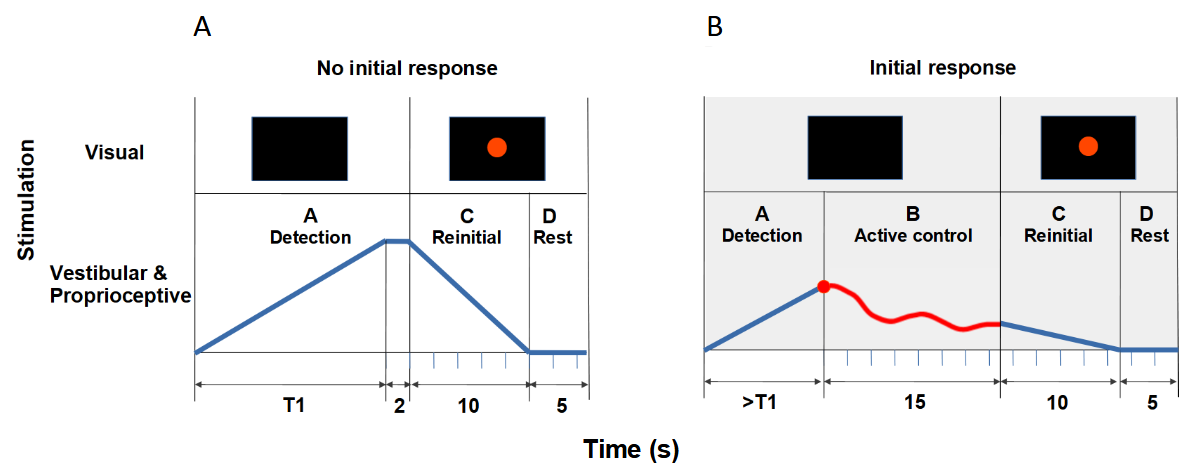 A
B
No initial response
Initial response
Stimulation
Visual
Vestibular &
Proprioceptive
A
Detection
C
Reinitial
D
Rest
A
Detection
B
Active control
C
Reinitial
D
Rest
T1
2
10
5
>T1
15
10
5
Time (s)